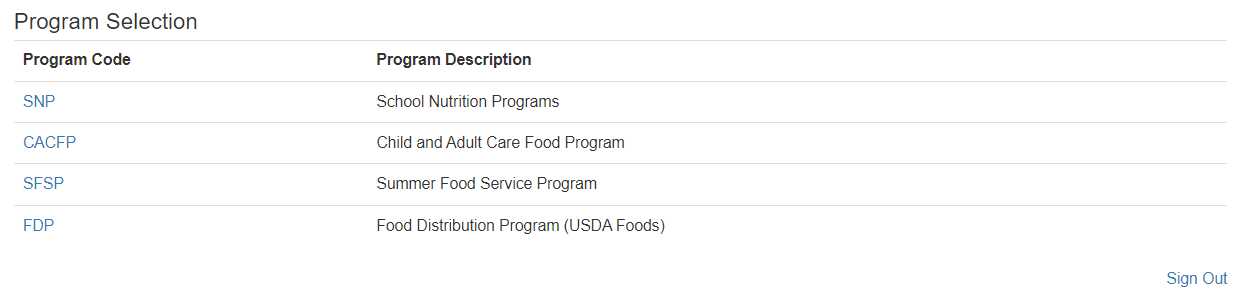 Program Selection
Program Code Program Description
SNP School Nutrition Programs
CACFP Child and Adult Care Food Program
SFSP Summer Food Service Program
FDP Food Distribution Program (USDA Foods)
Sign Out